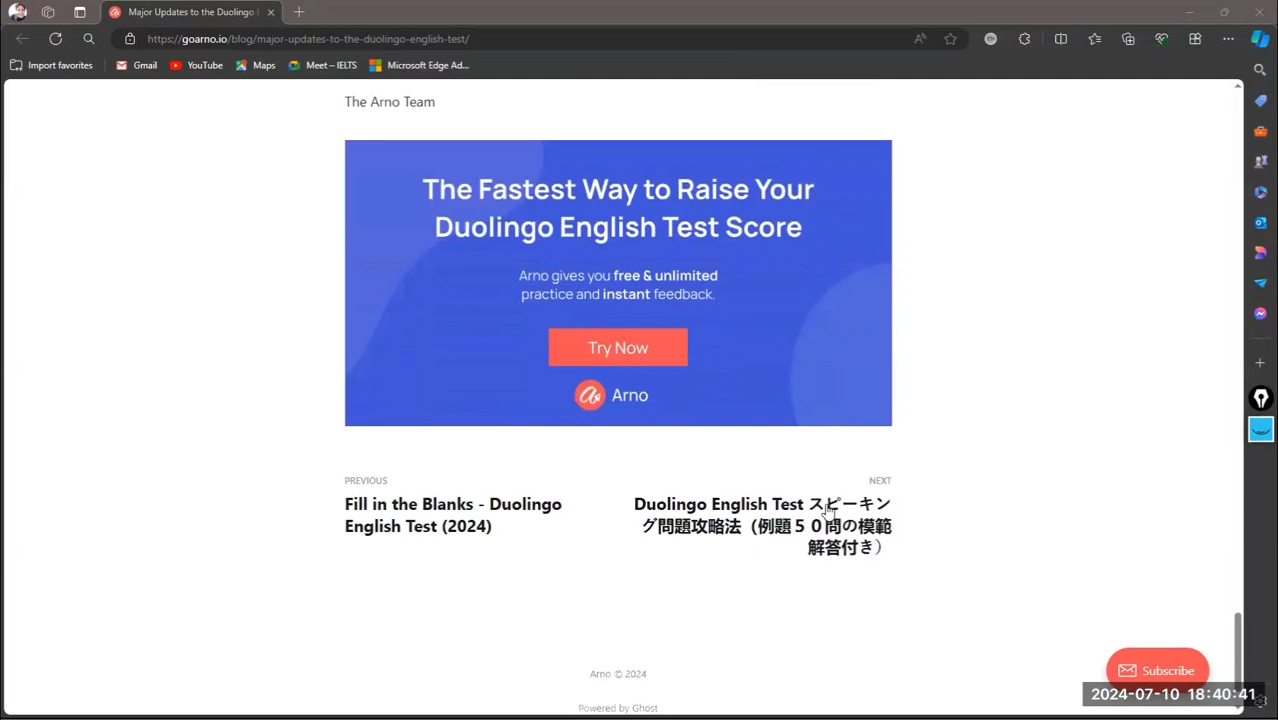 Major Updates to the Duolingo
https://goarno.io/blog/major-updates-to-the-duolingo-english-test/
Import favorites
Gmail
YouTube
Maps
Meet – IELTS
Microsoft Edge Ad...
The Arno Team
The Fastest Way to Raise Your
Duolingo English Test Score
Arno gives you free & unlimited
practice and instant feedback.
Try Now
Arno
PREVIOUS
Fill in the Blanks - Duolingo
English Test (2024)
NEXT
Duolingo English Test スピーキン
グ問題攻略法（例題５０問の模範
解答付き）
Arno © 2024
Powered by Ghost
Subscribe
2024-07-10 18:40:41